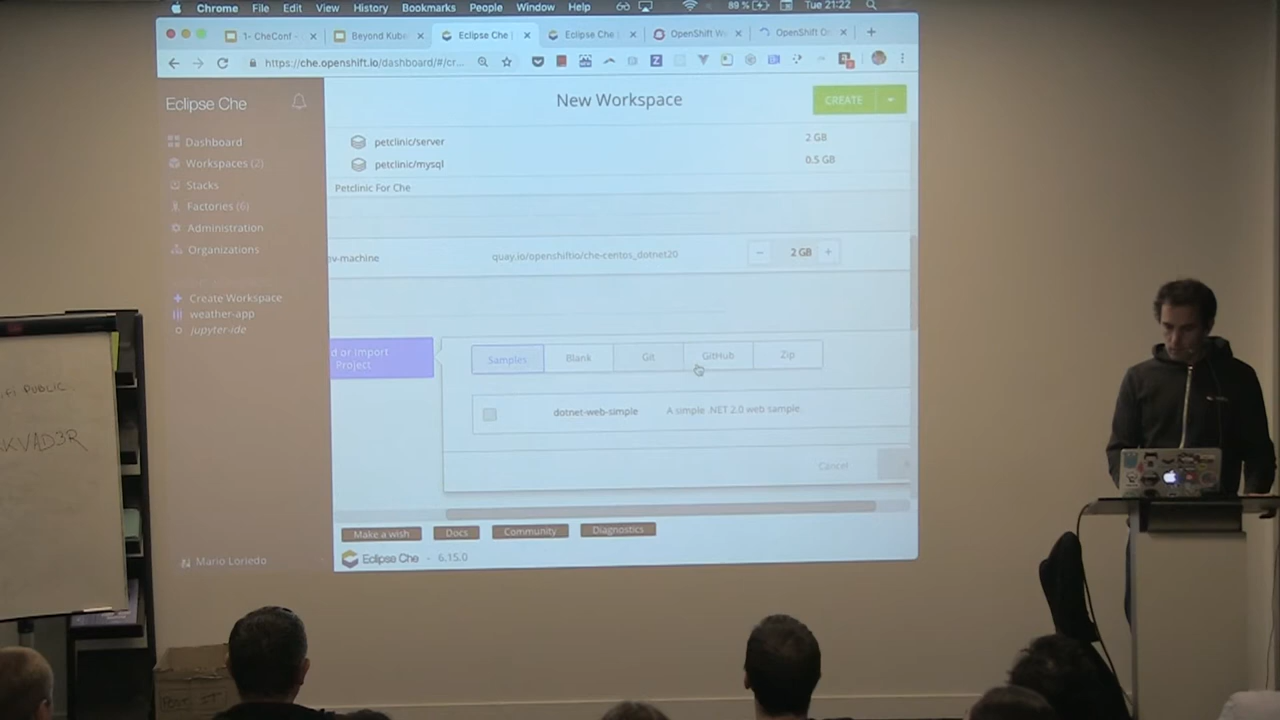 Chrome File Edit View History Bookmarks People Window Help 89 % Tue 21:22
1- CheConf - Beyond Kube Eclipse Che | Eclipse Che OpenShift W OpenShift
https://che.openshift.io/dashboard/#/cr...
Eclipse Che
New Workspace
CREATE
Dashboard
Workspaces (2)
Stacks
Factories (6)
Administration
Organizations
Create Workspace
weather-app
jupyter-ide
Mario Loriedo
petclinic/server 2 GB
petclinic/mysql 0.5 GB
Petclinic For Che
v-machine quay.io/openshiftio/che-centos_dotnet20 − 2 GB +
d or Import
Project
Samples Blank Git GitHub Zip
dotnet-web-simple A simple .NET 2.0 web sample.
Cancel
Make a wish Docs Community Diagnostics
Eclipse Che - 6.15.0
PUBLIC
KVAD3R